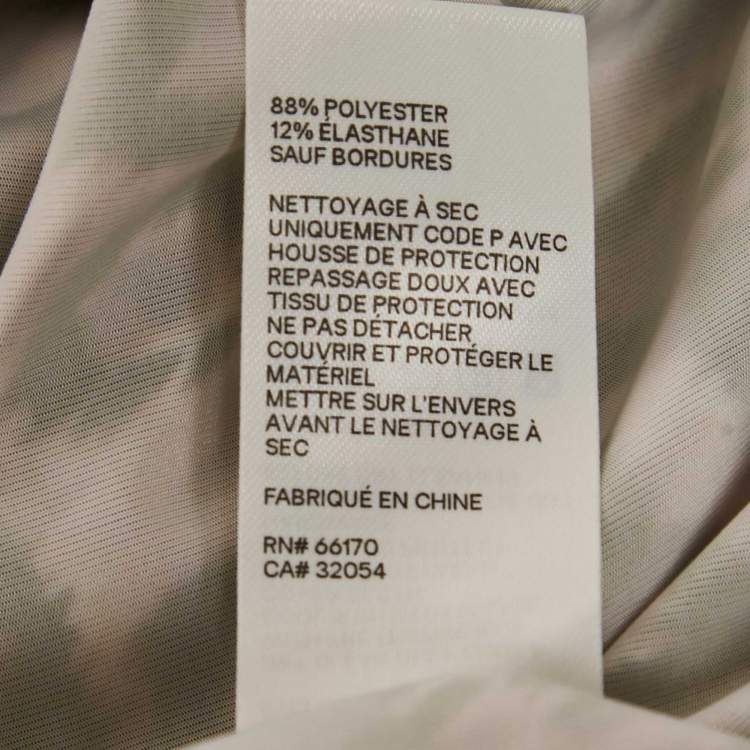 88% POLYESTER
12% ÉLASTHANE
SAUF BORDURES
NETTOYAGE À SEC
UNIQUEMENT CODE P AVEC
HOUSSE DE PROTECTION
REPASSAGE DOUX AVEC
TISSU DE PROTECTION
NE PAS DÉTACHER
COUVRIR ET PROTÉGER LE
MATÉRIEL
METTRE SUR L'ENVERS
AVANT LE NETTOYAGE À
SEC
FABRIQUÉ EN CHINE
RN# 66170
CA# 32054